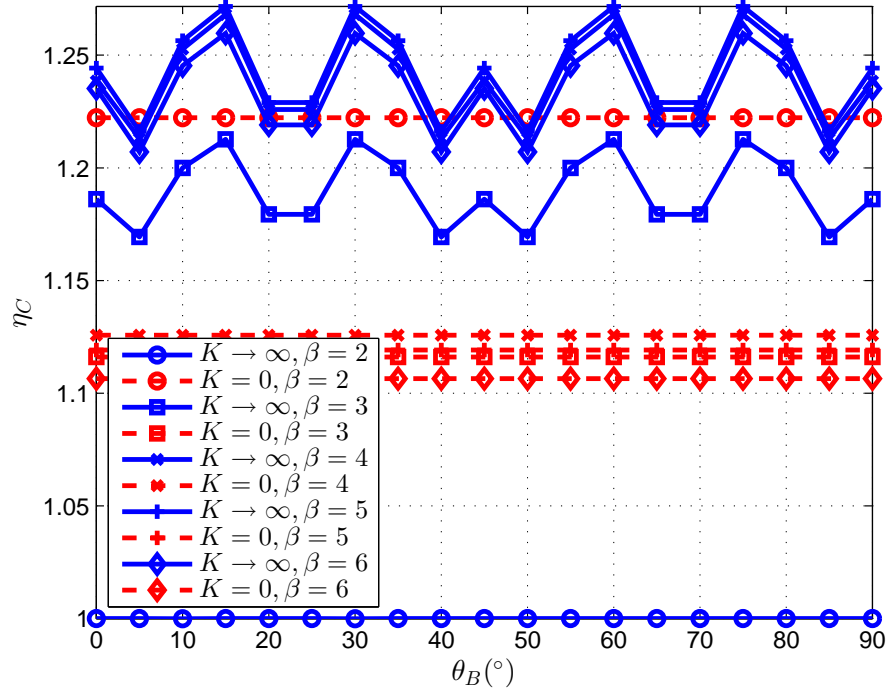 1.25
1.2
1.15
1.1
1.05
1
η_C
K → ∞, β = 2
K = 0, β = 2
K → ∞, β = 3
K = 0, β = 3
K → ∞, β = 4
K = 0, β = 4
K → ∞, β = 5
K = 0, β = 5
K → ∞, β = 6
K = 0, β = 6
0 10 20 30 40 50 60 70 80 90
θ_B(°)